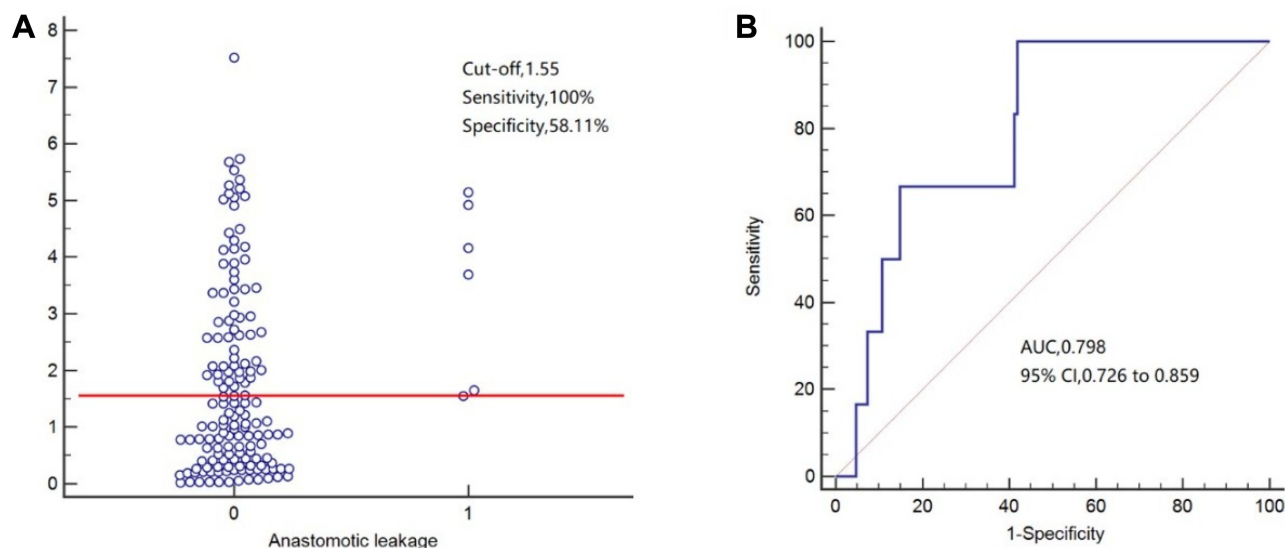 A
8
7
6
5
4
3
2
1
0
Cut-off,1.55
Sensitivity,100%
Specificity,58.11%
0
1
Anastomotic leakage
B
100
80
60
40
20
0
Sensitivity
AUC,0.798
95% CI,0.726 to 0.859
0
20
40
60
80
100
1-Specificity